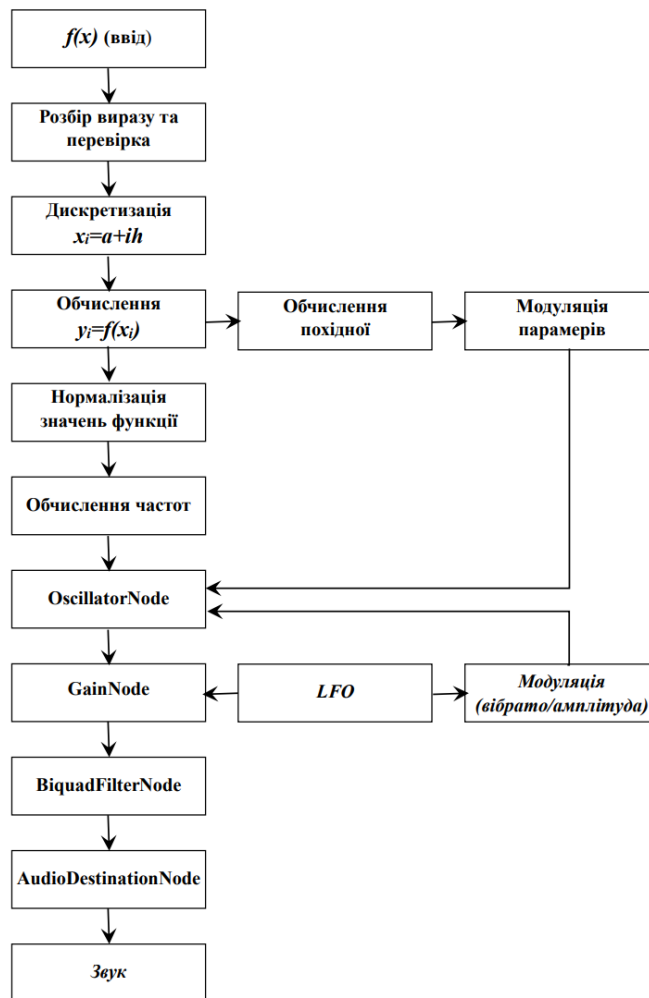 f(x) (ввід)
Розбір виразу та
перевірка
Дискретизація
xᵢ=a+ih
Обчислення
yᵢ=f(xᵢ)
Обчислення
похідної
Модуляція
парамерів
Нормалізація
значень функції
Обчислення частот
OscillatorNode
GainNode
LFO
Модуляція
(вібрато/амплітуда)
BiquadFilterNode
AudioDestinationNode
Звук